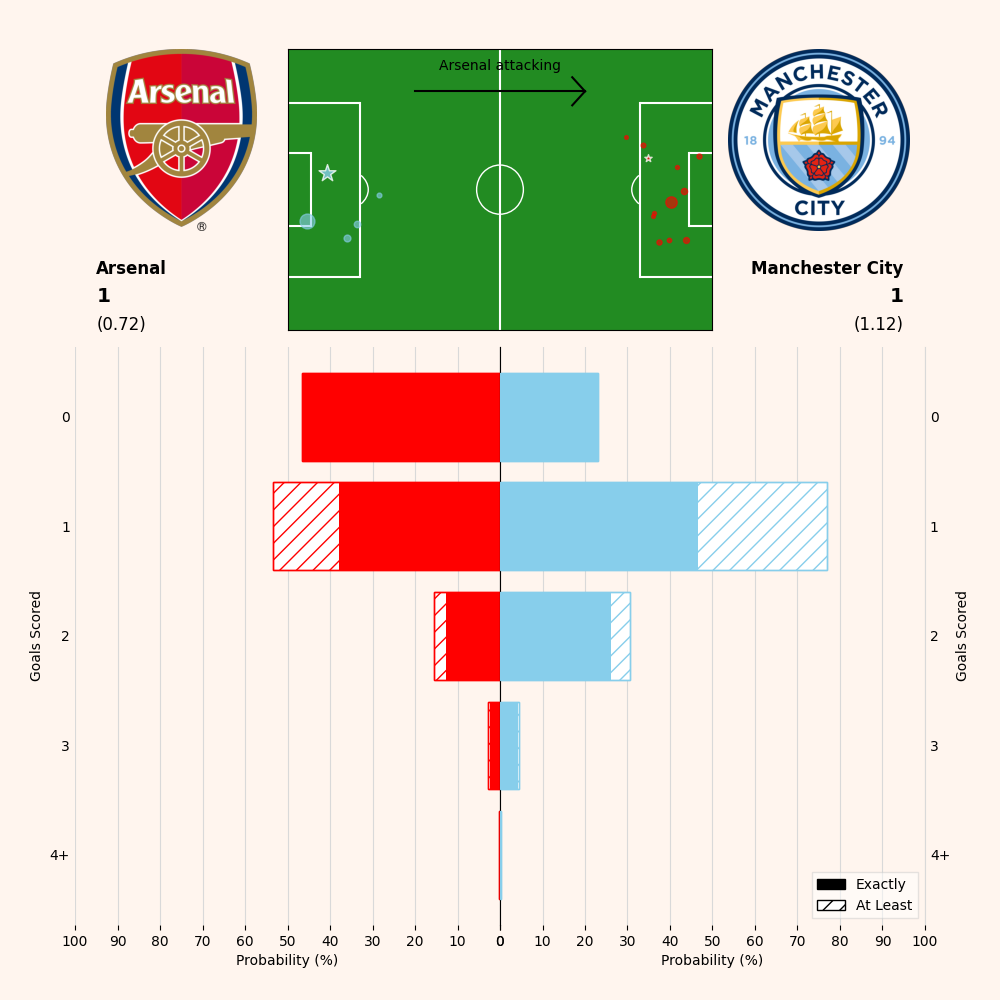 Arsenal
®
Arsenal attacking
MANCHESTER
18 94
CITY
Arsenal
1
(0.72)
Manchester City
1
(1.12)
0
1
2
3
4+
Goals Scored
0
1
2
3
4+
Goals Scored
Exactly
At Least
100 90 80 70 60 50 40 30 20 10 0 0 10 20 30 40 50 60 70 80 90 100
Probability (%)
Probability (%)